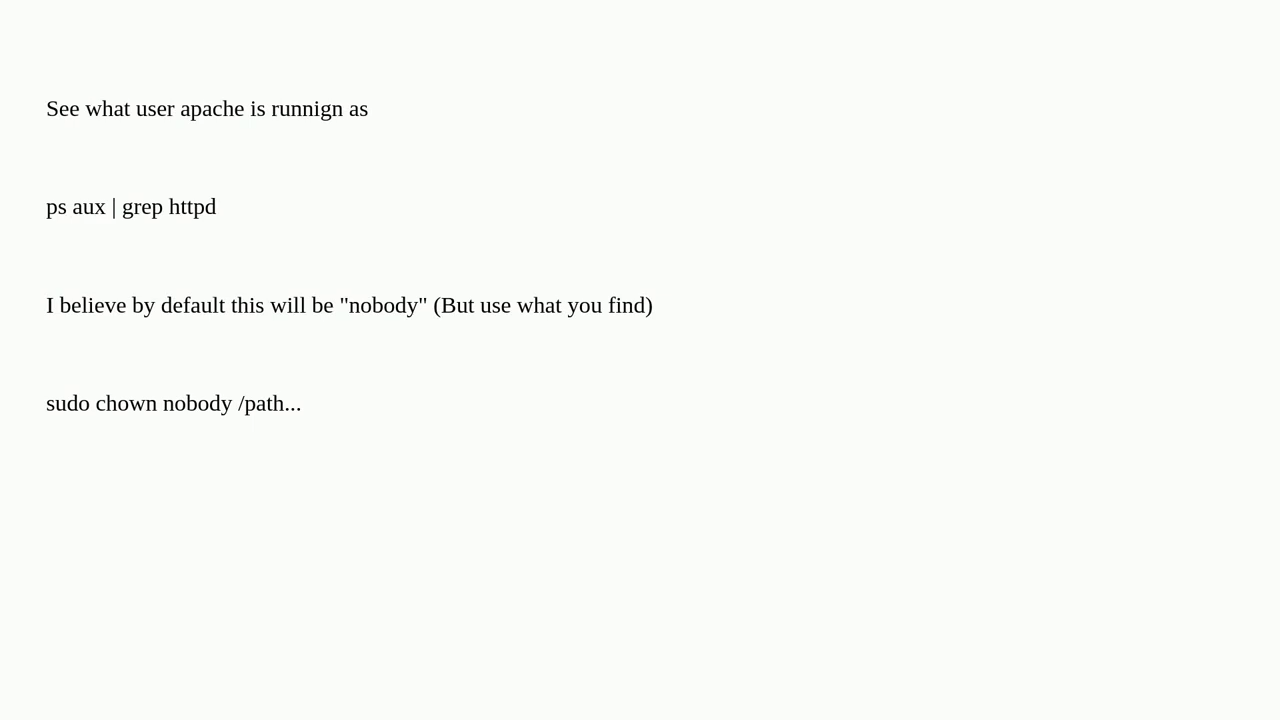 See what user apache is runnign as
ps aux | grep httpd
I believe by default this will be "nobody" (But use what you find)
sudo chown nobody /path...